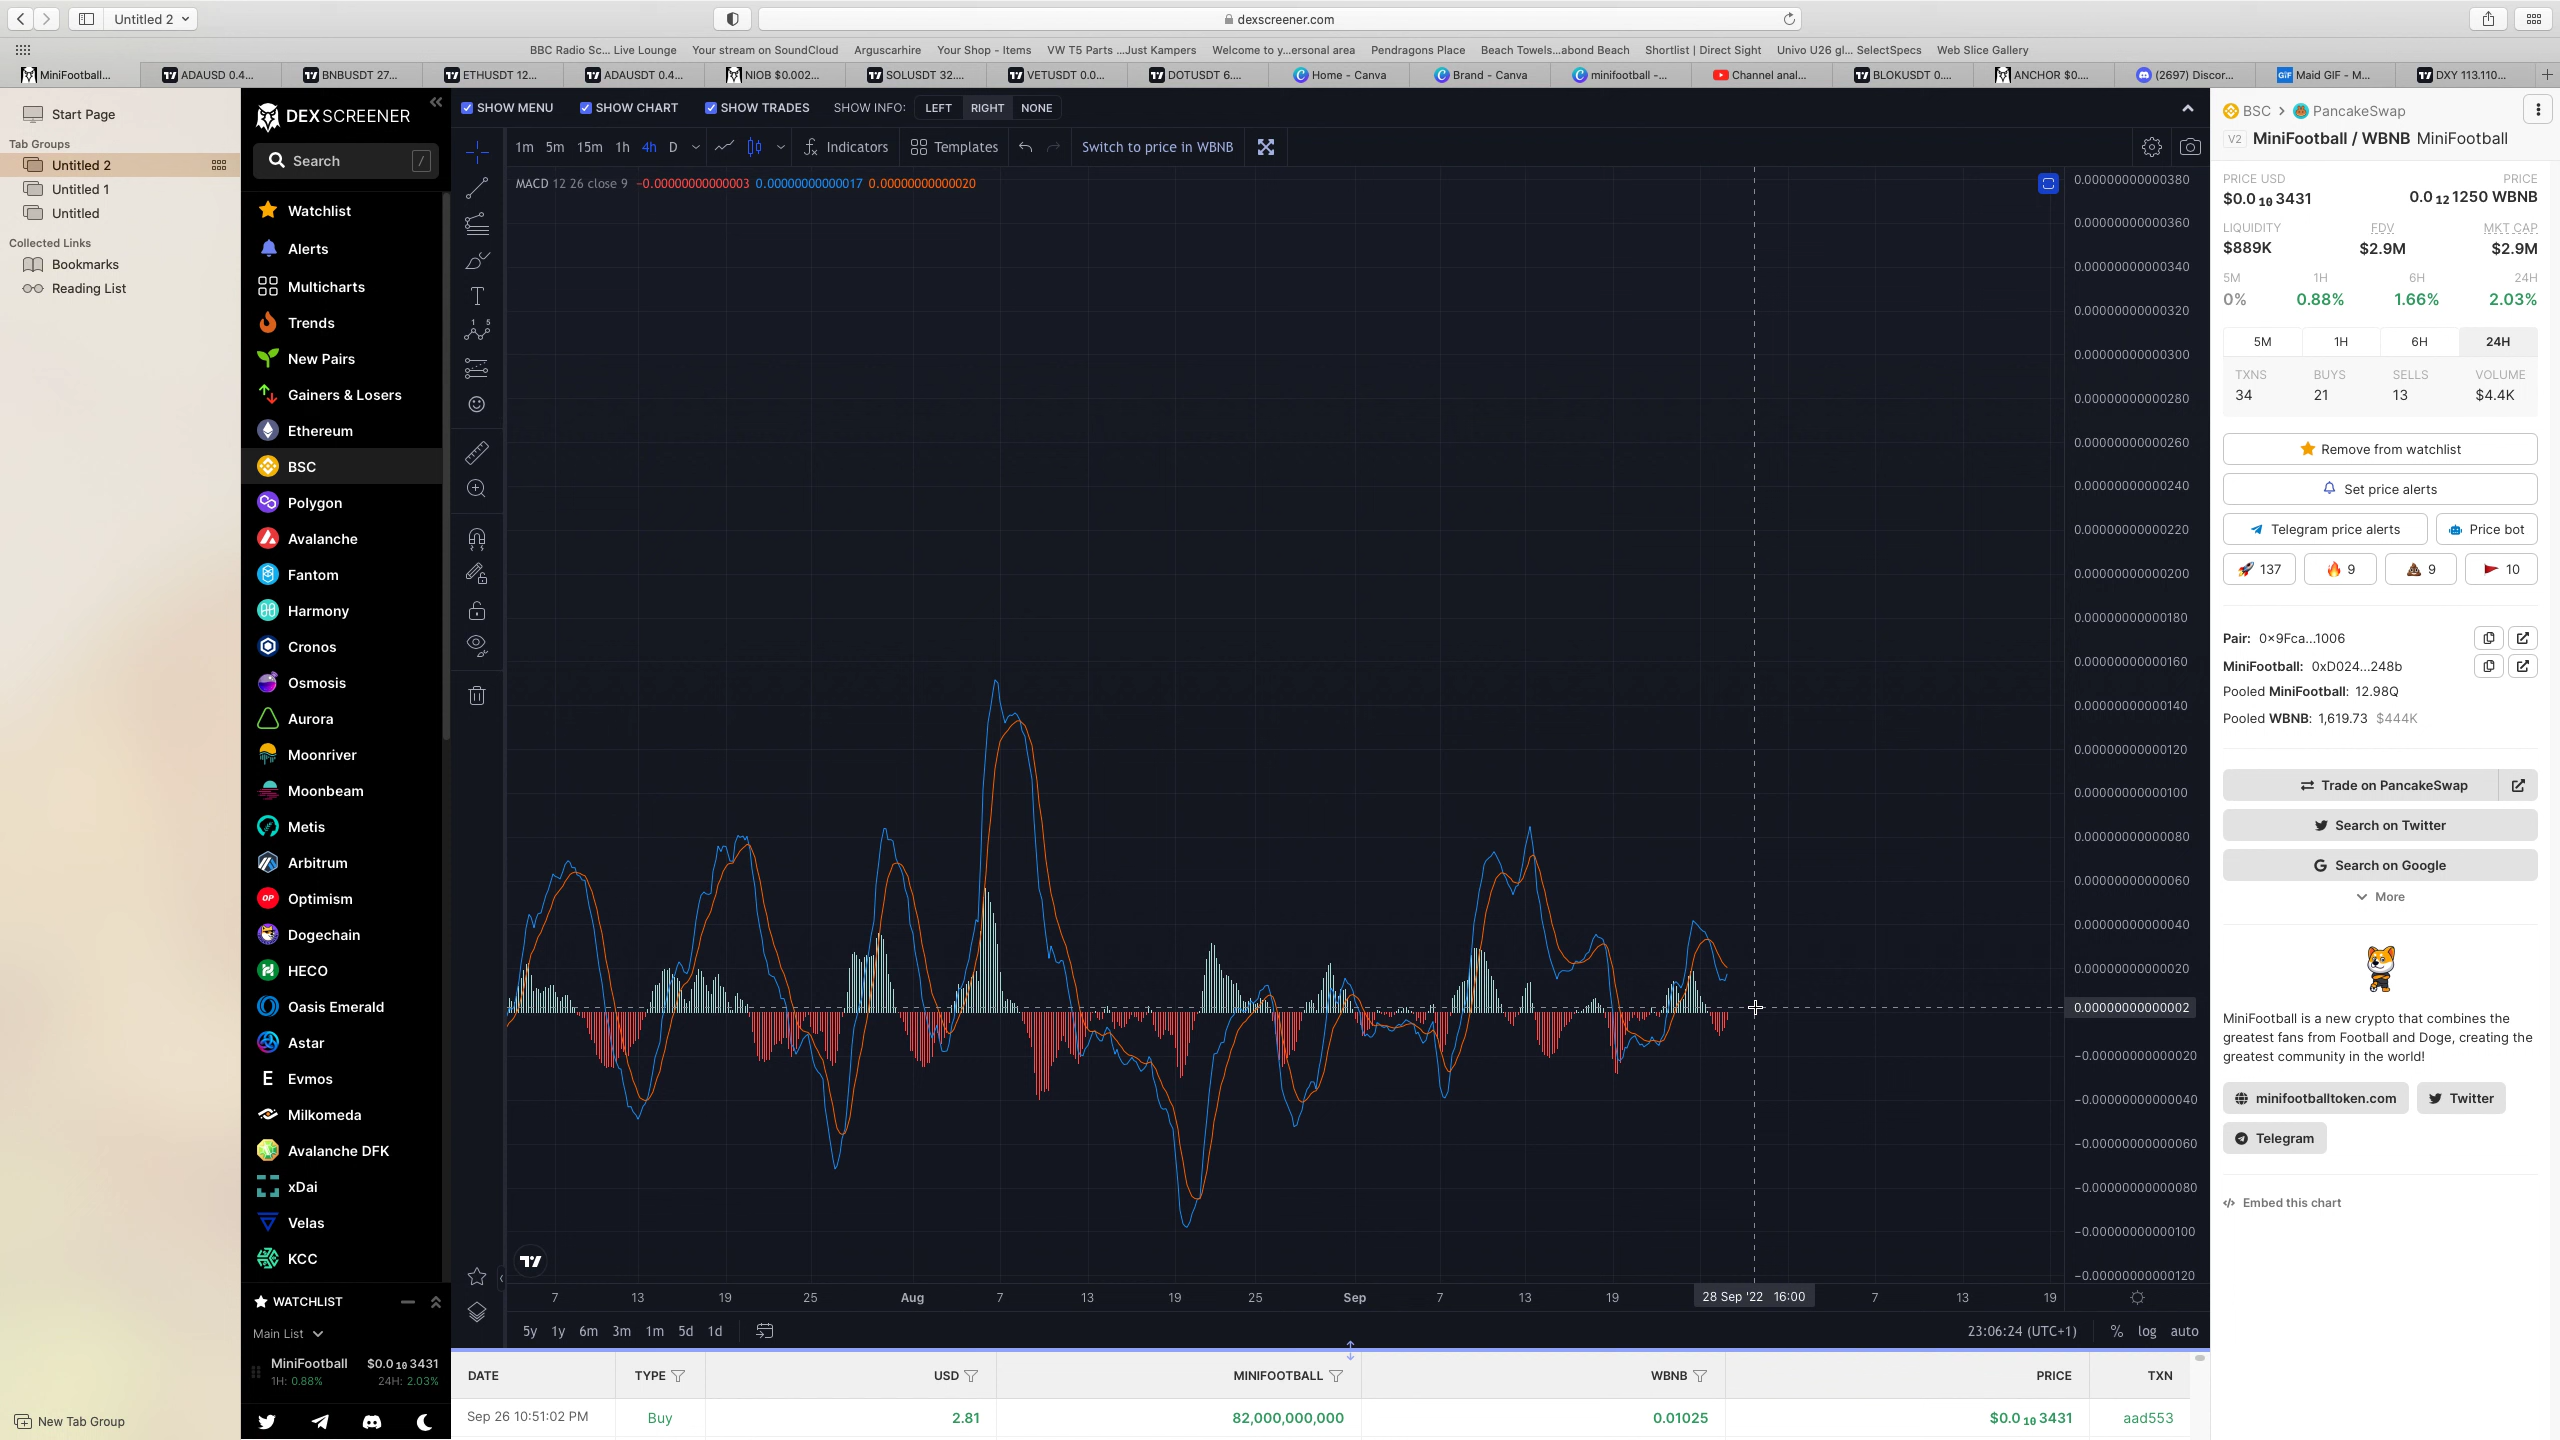 Untitled 2
dexscreener.com
BBC Radio Sc... Live Lounge Your stream on SoundCloud Arguscarhire Your Shop - Items VW T5 Parts ...Just Kampers Welcome to y...ersonal area Pendragons Place Beach Towels...abond Beach Shortlist | Direct Sight Univo U26 gl... SelectSpecs Web Slice Gallery
MiniFootball... ADAUSD 0.4... BNBUSDT 27... ETHUSDT 12... ADAUSDT 0.4... NIOB $0.002... SOLUSDT 32.... VETUSDT 0.0... DOTUSDT 6.... Home - Canva Brand - Canva minifootball -... Channel anal... BLOKUSDT 0.... ANCHOR $0.... (2697) Discor... GIF Maid GIF - M... DXY 113.110...
Start Page
Tab Groups
Untitled 2
Untitled 1
Untitled
Collected Links
Bookmarks
Reading List
New Tab Group
DEXSCREENER
Search /
Watchlist
Alerts
Multicharts
Trends
New Pairs
Gainers & Losers
Ethereum
BSC
Polygon
Avalanche
Fantom
Harmony
Cronos
Osmosis
Aurora
Moonriver
Moonbeam
Metis
Arbitrum
OP Optimism
Dogechain
HECO
Oasis Emerald
Astar
E Evmos
Milkomeda
Avalanche DFK
xDai
Velas
KCC
WATCHLIST
Main List
MiniFootball $0.0 10 3431
1H: 0.88% 24H: 2.03%
SHOW MENU SHOW CHART SHOW TRADES SHOW INFO: LEFT RIGHT NONE
1m 5m 15m 1h 4h D Indicators Templates Switch to price in WBNB
MACD 12 26 close 9 −0.00000000000003 0.00000000000017 0.00000000000020
0.00000000000380
0.00000000000360
0.00000000000340
0.00000000000320
0.00000000000300
0.00000000000280
0.00000000000260
0.00000000000240
0.00000000000220
0.00000000000200
0.00000000000180
0.00000000000160
0.00000000000140
0.00000000000120
0.00000000000100
0.00000000000080
0.00000000000060
0.00000000000040
0.00000000000020
0.00000000000002
−0.00000000000020
−0.00000000000040
−0.00000000000060
−0.00000000000080
−0.00000000000100
−0.00000000000120
7 13 19 25 Aug 7 13 19 25 Sep 7 13 19 28 Sep '22 16:00 7 13 19
5y 1y 6m 3m 1m 5d 1d 23:06:24 (UTC+1) % log auto
DATE TYPE USD MINIFOOTBALL WBNB PRICE TXN
Sep 26 10:51:02 PM Buy 2.81 82,000,000,000 0.01025 $0.0 10 3431 aad553
BSC > PancakeSwap
V2 MiniFootball / WBNB MiniFootball
PRICE USD PRICE
$0.0 10 3431 0.0 12 1250 WBNB
LIQUIDITY FDV MKT CAP
$889K $2.9M $2.9M
5M 1H 6H 24H
0% 0.88% 1.66% 2.03%
5M 1H 6H 24H
TXNS BUYS SELLS VOLUME
34 21 13 $4.4K
Remove from watchlist
Set price alerts
Telegram price alerts Price bot
137 9 9 10
Pair: 0x9Fca...1006
MiniFootball: 0xD024...248b
Pooled MiniFootball: 12.98Q
Pooled WBNB: 1,619.73 $444K
Trade on PancakeSwap
Search on Twitter
Search on Google
More
MiniFootball is a new crypto that combines the
greatest fans from Football and Doge, creating the
greatest community in the world!
minifootballtoken.com Twitter
Telegram
Embed this chart